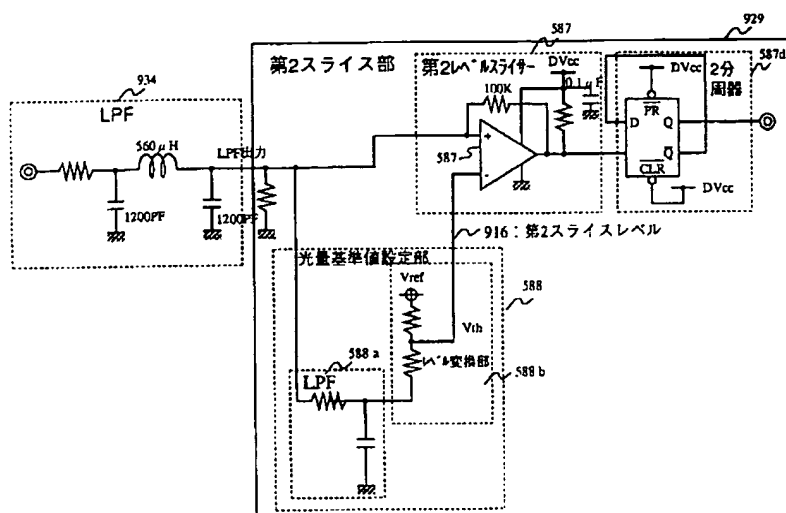 929
587
587d
第2スライス部
第2レベルスライサー
DVcc
0.1μF
2分
周器
934
LPF
100K
DVcc
560μH
LPF出力
+
-
587
D
PR
Q
Q
CLR
DVcc
1200PF
1200PF
916:第2スライスレベル
光量基準値設定部
Vref
588
Vth
588a
レベル変換部
588b
LPF